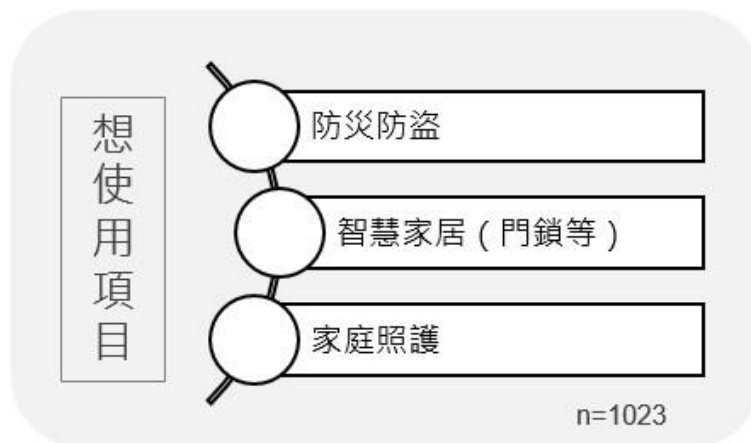 想使用項目
防災防盜
智慧家居（門鎖等）
家庭照護
n=1023